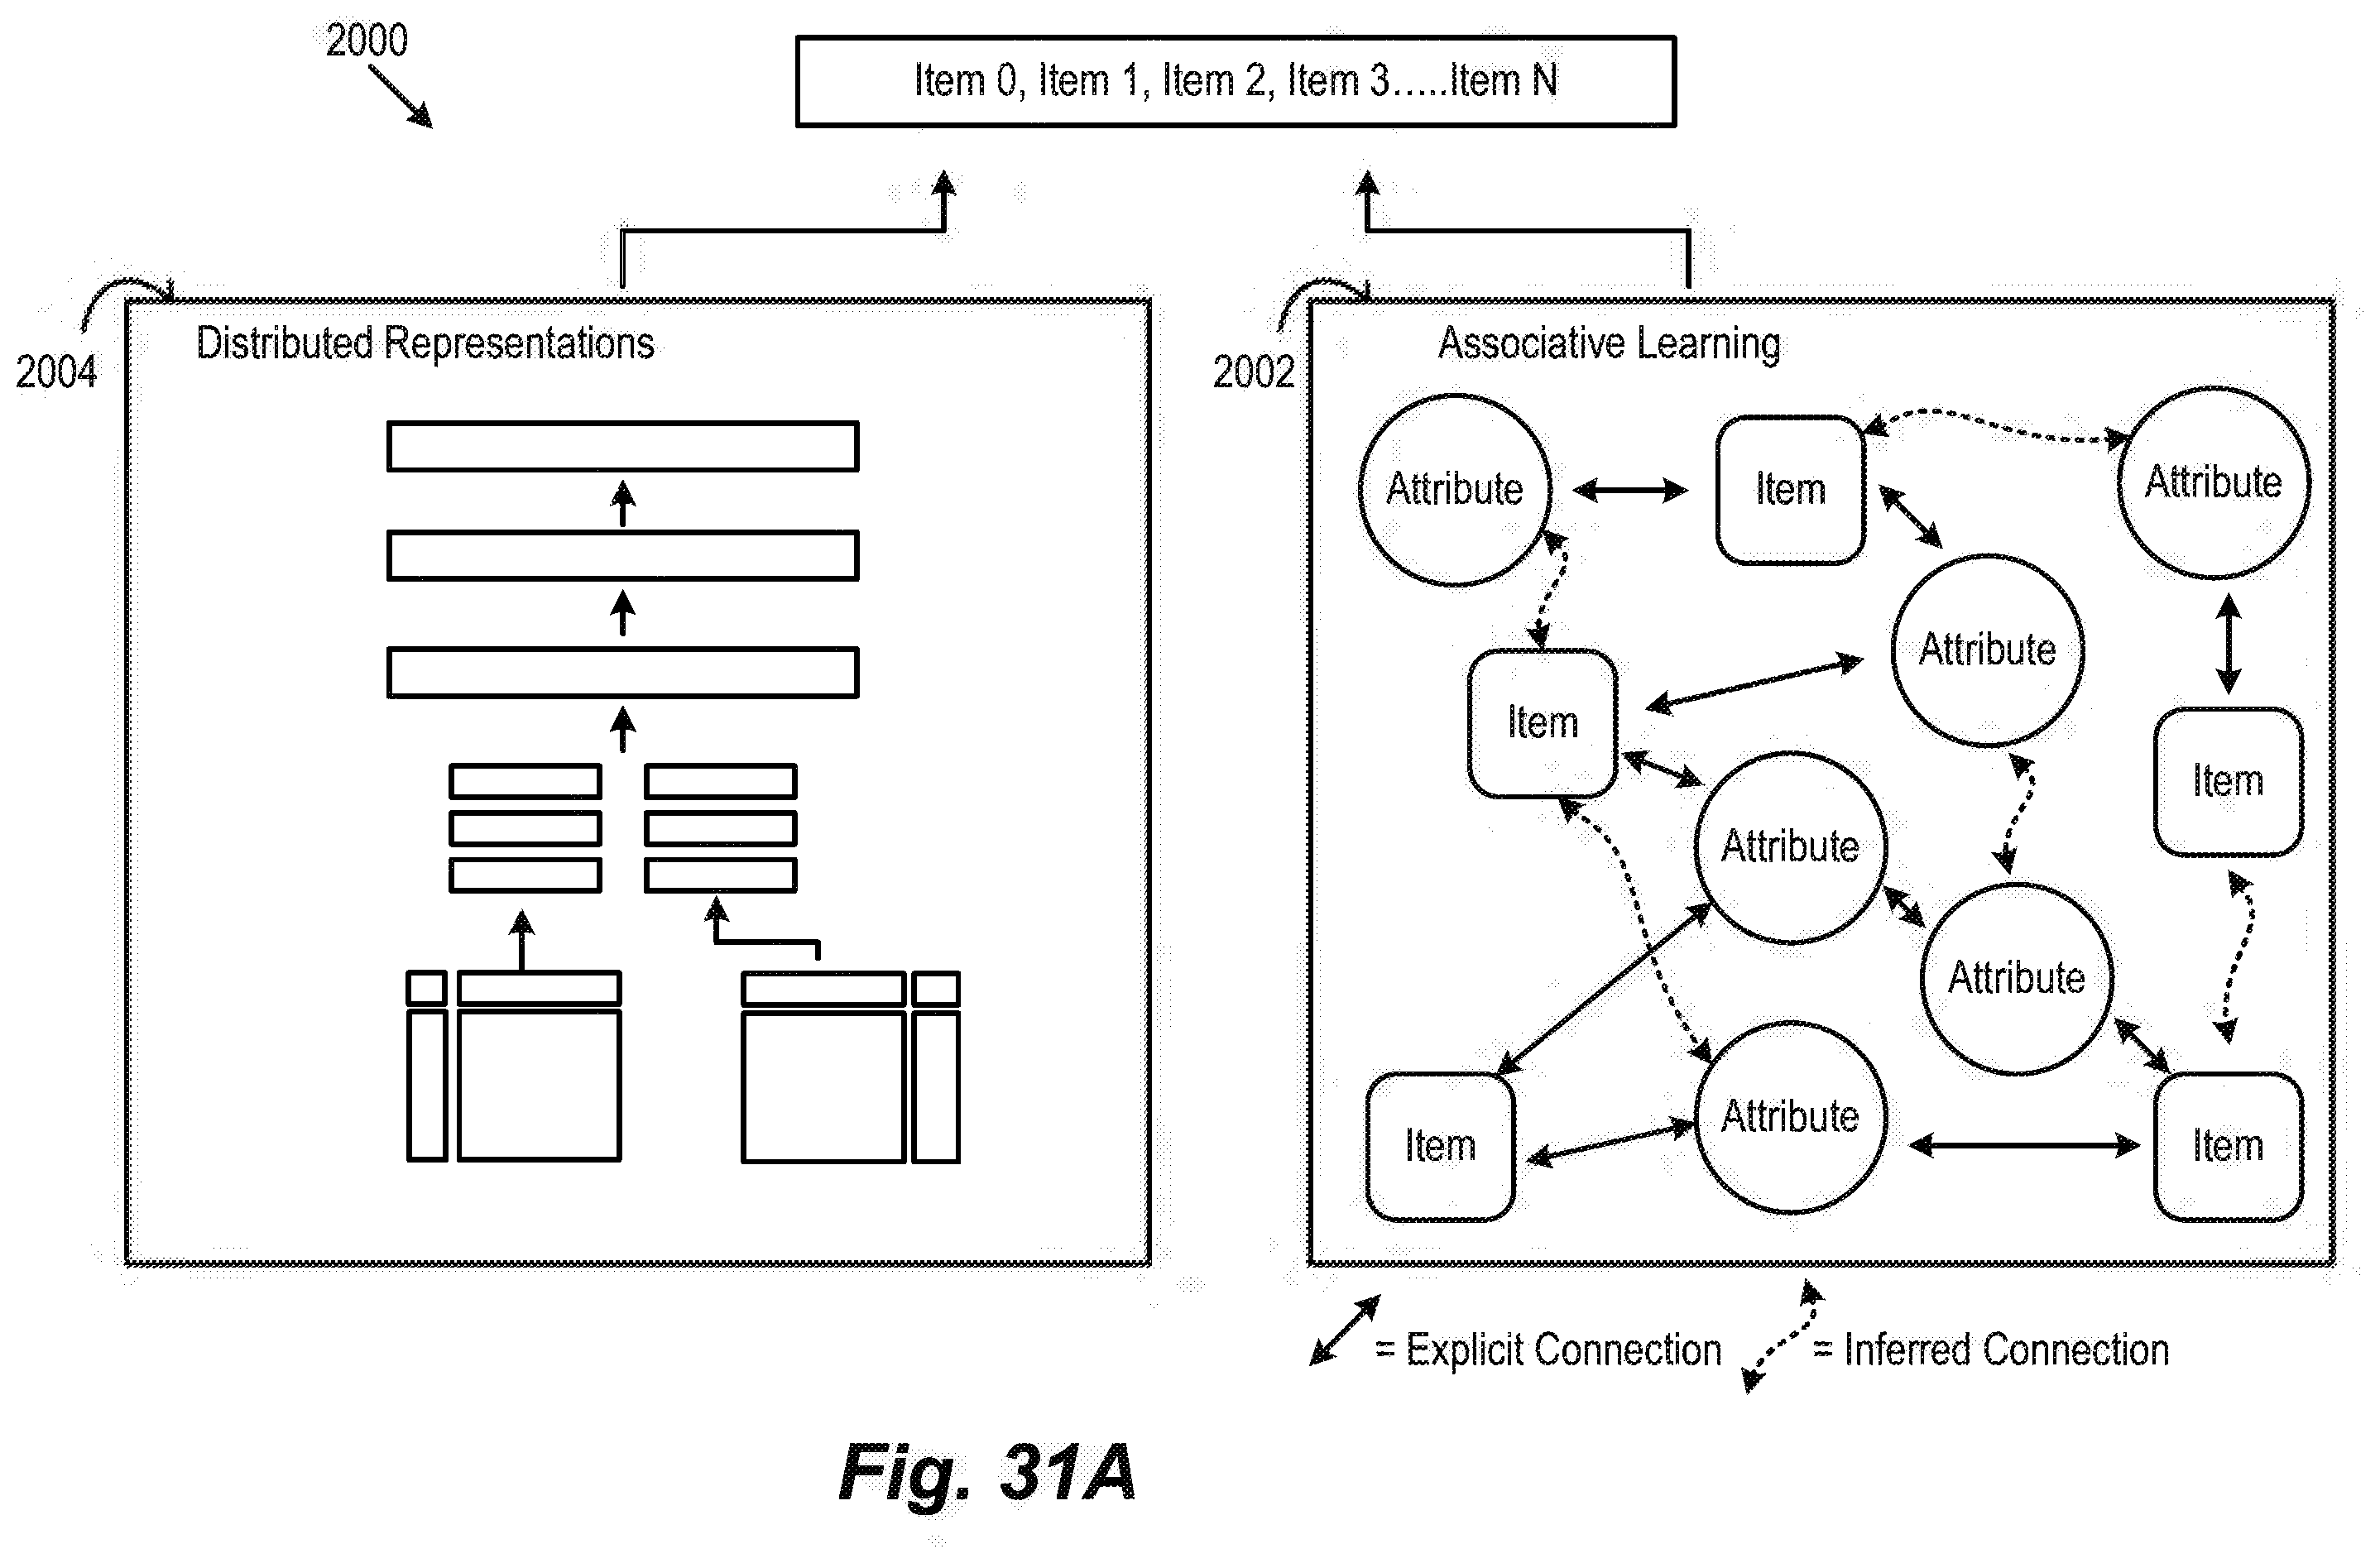 2000
Item 0, Item 1, Item 2, Item 3.....Item N
2004
Distributed Representations
2002
Associative Learning
Attribute
Item
Attribute
Attribute
Item
Item
Attribute
Attribute
Item
Attribute
Item
= Explicit Connection
= Inferred Connection
Fig. 31A